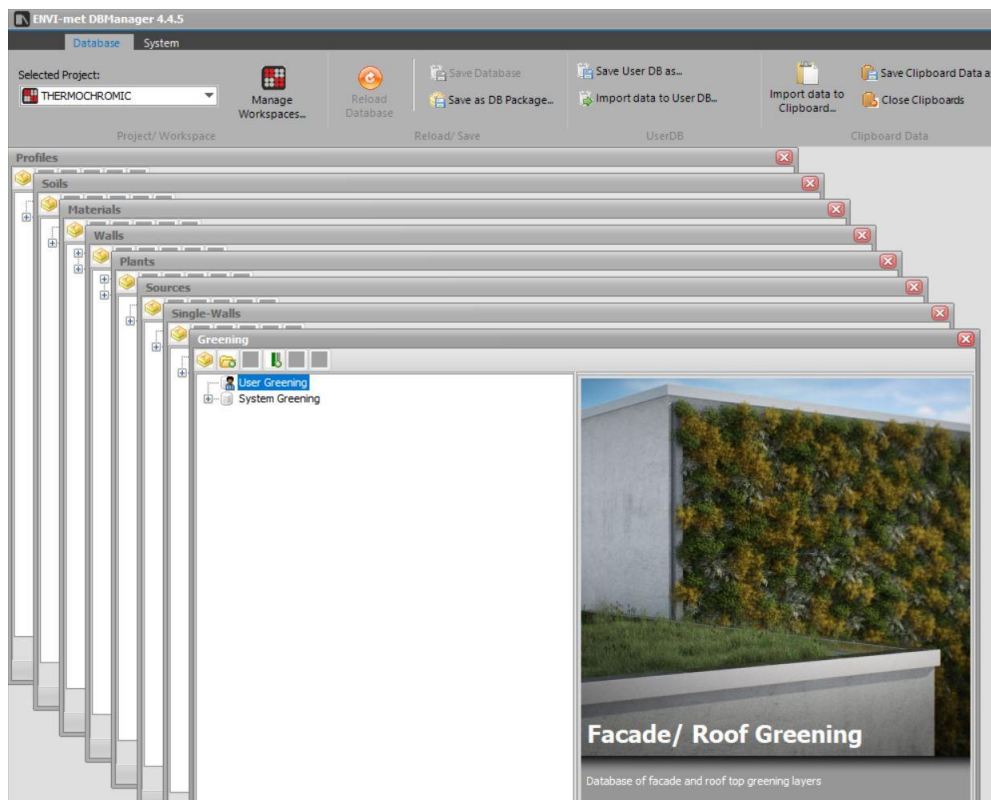 ENVI-met DBManager 4.4.5
Database System
Selected Project:
THERMOCHROMIC
Manage Workspaces...
Project/ Workspace
Reload Database
Save Database
Save as DB Package...
Reload/ Save
Save User DB as...
Import data to User DB...
UserDB
Import data to Clipboard...
Save Clipboard Data a
Close Clipboards
Clipboard Data
Profiles
Soils
Materials
Walls
Plants
Sources
Single-Walls
Greening
User Greening
System Greening
Facade/ Roof Greening
Database of facade and roof top greening layers